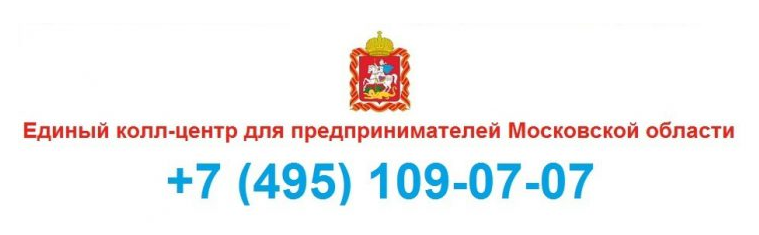 Единый колл-центр для предпринимателей Московской области
+7 (495) 109-07-07